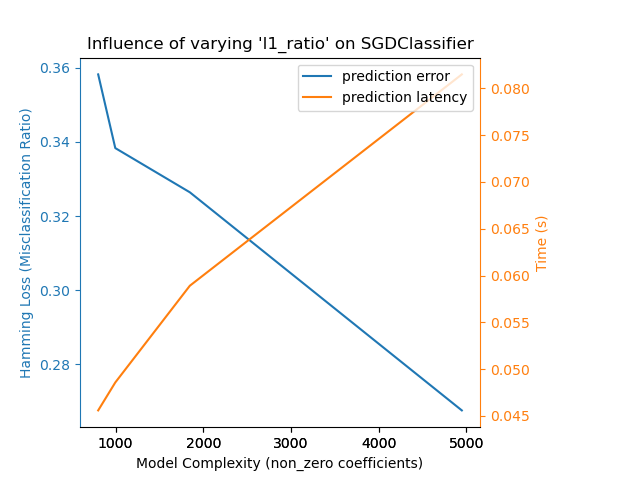 Influence of varying 'l1_ratio' on SGDClassifier
prediction error
prediction latency
Hamming Loss (Misclassification Ratio)
0.36
0.34
0.32
0.30
0.28
0.080
0.075
0.070
0.065
0.060
0.055
0.050
0.045
Time (s)
1000 2000 3000 4000 5000
Model Complexity (non_zero coefficients)